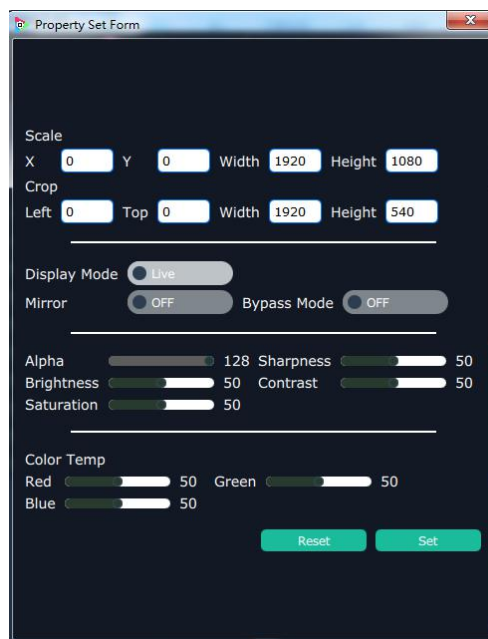 Property Set Form
Scale
X 0 Y 0 Width 1920 Height 1080
Crop
Left 0 Top 0 Width 1920 Height 540
Display Mode Live
Mirror OFF Bypass Mode OFF
Alpha 128 Sharpness 50
Brightness 50 Contrast 50
Saturation 50
Color Temp
Red 50 Green 50
Blue 50
Reset Set